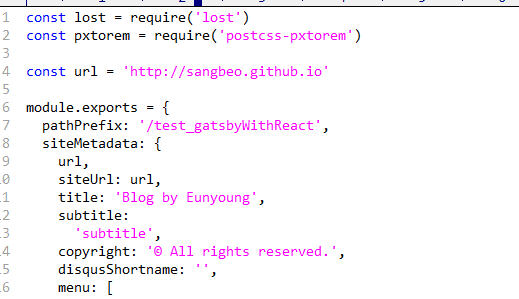 1 const lost = require('lost')
2 const pxtorem = require('postcss-pxtorem')
3
4 const url = 'http://sangbeo.github.io'
5
6 module.exports = {
7 pathPrefix: '/test_gatsbyWithReact',
8 siteMetadata: {
9 url,
0 siteUrl: url,
1 title: 'Blog by Eunyoung',
2 subtitle:
3 'subtitle',
4 copyright: '© All rights reserved.',
5 disqusShortname: '',
6 menu: [